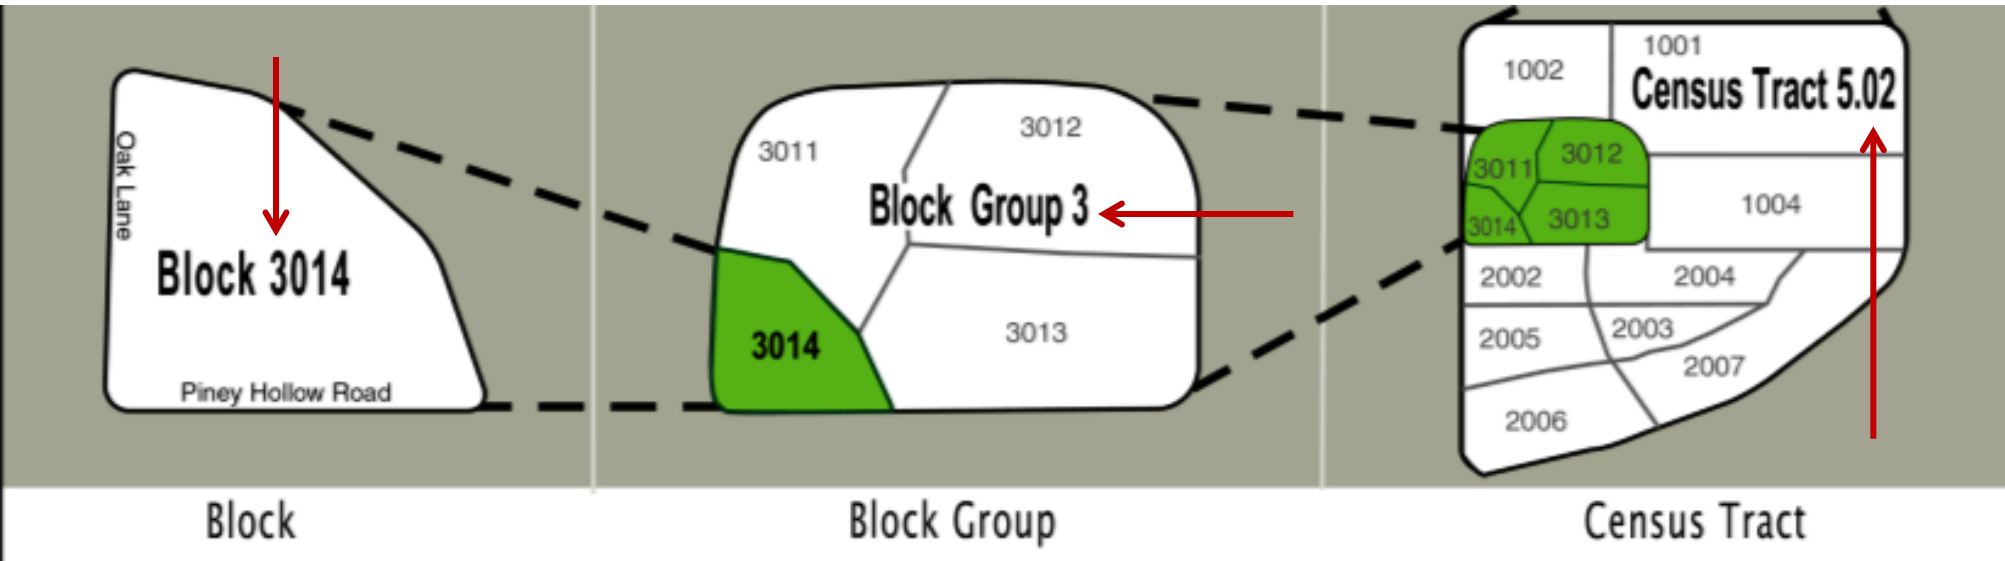 Oak Lane
Block 3014
Piney Hollow Road
Block
3011
3012
Block Group 3
3014
3013
Block Group
1002
1001
Census Tract 5.02
3011
3012
1004
3014
3013
2002
2004
2005
2003
2007
2006
Census Tract